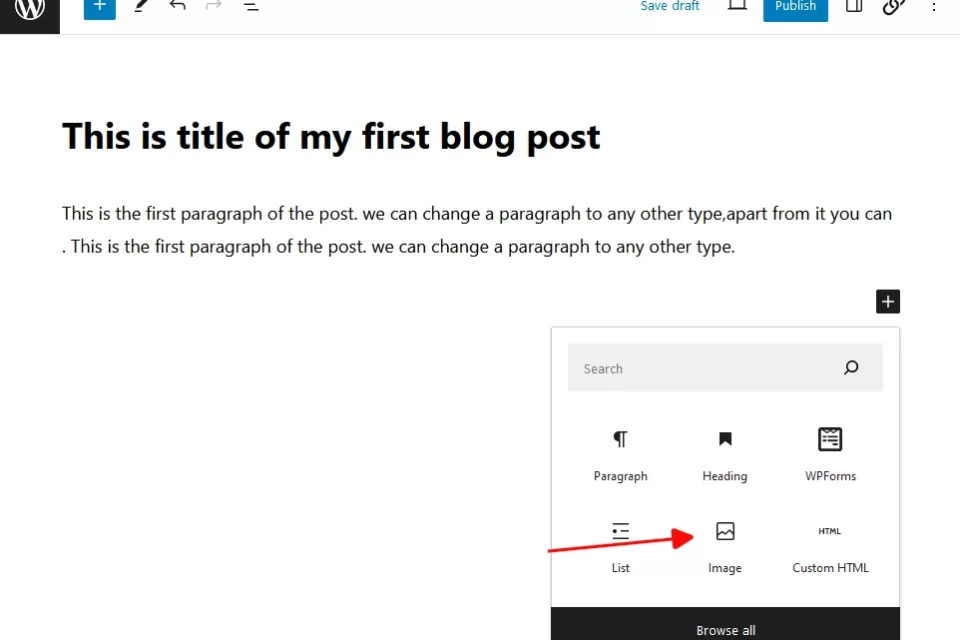 Save draft
Publish
This is title of my first blog post
This is the first paragraph of the post. we can change a paragraph to any other type,apart from it you can
. This is the first paragraph of the post. we can change a paragraph to any other type.
Search
Paragraph
Heading
WPForms
HTML
List
Image
Custom HTML
Browse all